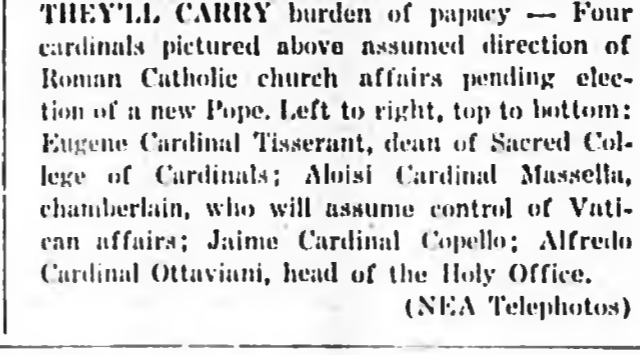 THEY'LL CARRY burden of papacy — Four
cardinals pictured above assumed direction of
Roman Catholic church affairs pending elec-
tion of a new Pope. Left to right, top to bottom:
Eugene Cardinal Tisserant, dean of Sacred Col-
lege of Cardinals; Aloisi Cardinal Massella,
chamberlain, who will assume control of Vati-
can affairs; Jaime Cardinal Copello; Alfredo
Cardinal Ottaviani, head of the Holy Office.
(NEA Telephotos)